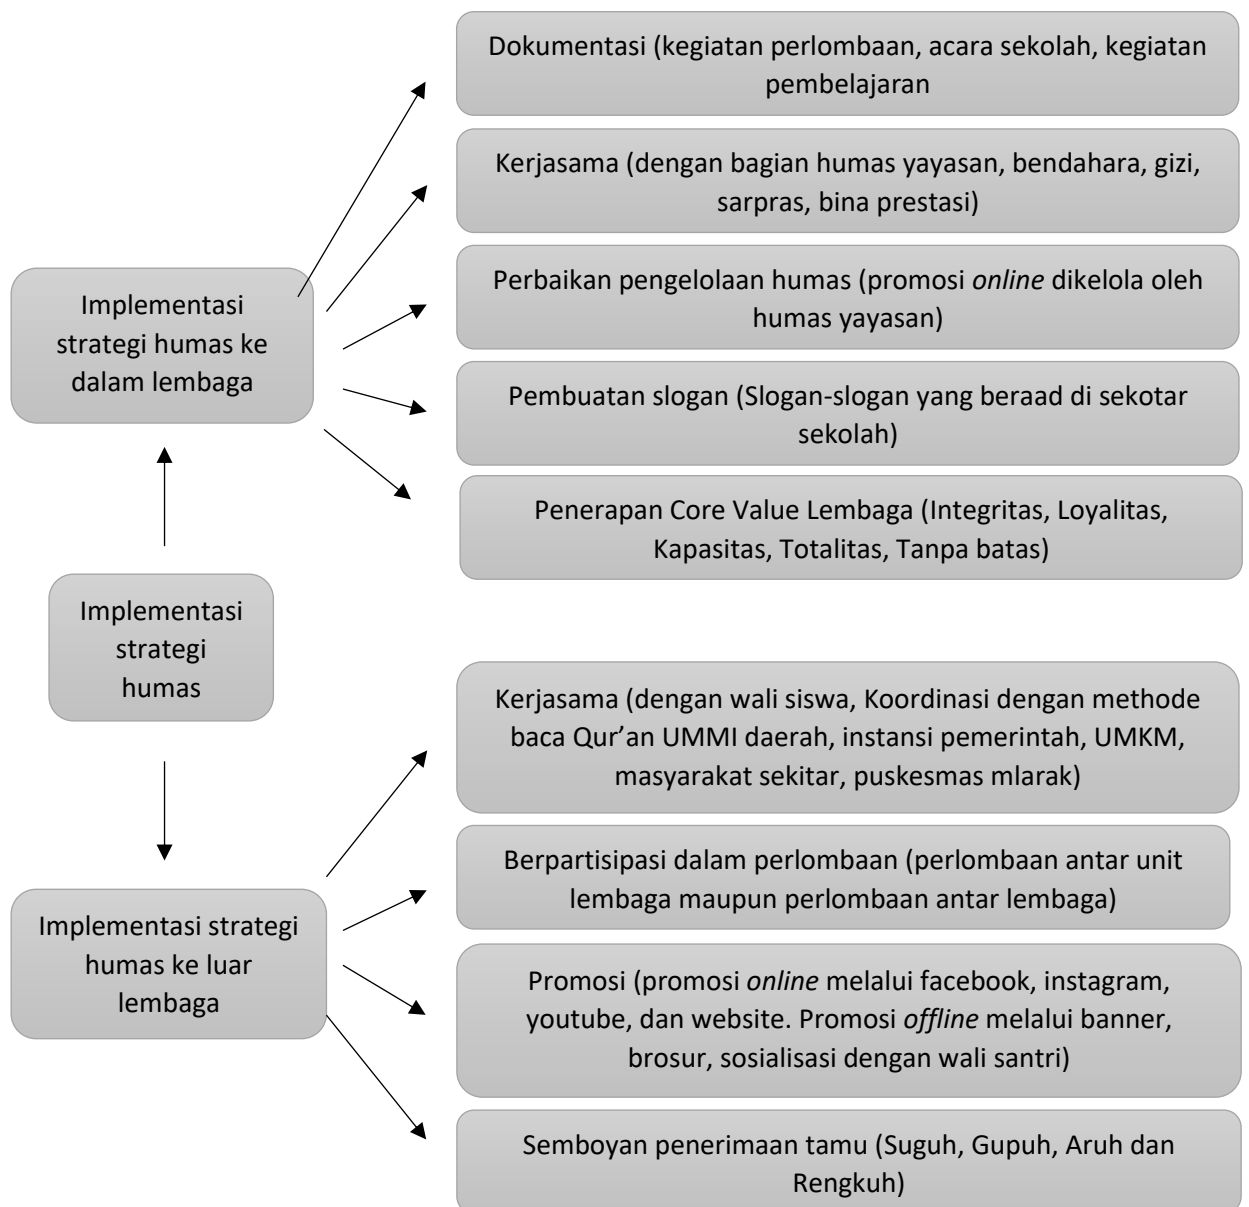 Dokumentasi (kegiatan perlombaan, acara sekolah, kegiatan
pembelajaran
Kerjasama (dengan bagian humas yayasan, bendahara, gizi,
sarpras, bina prestasi)
Perbaikan pengelolaan humas (promosi online dikelola oleh
humas yayasan)
Pembuatan slogan (Slogan-slogan yang beraad di sekotar
sekolah)
Penerapan Core Value Lembaga (Integritas, Loyalitas,
Kapasitas, Totalitas, Tanpa batas)
Implementasi
strategi humas ke
dalam lembaga
Implementasi
strategi
humas
Implementasi strategi
humas ke luar
lembaga
Kerjasama (dengan wali siswa, Koordinasi dengan methode
baca Qur’an UMMI daerah, instansi pemerintah, UMKM,
masyarakat sekitar, puskesmas mlarak)
Berpartisipasi dalam perlombaan (perlombaan antar unit
lembaga maupun perlombaan antar lembaga)
Promosi (promosi online melalui facebook, instagram,
youtube, dan website. Promosi offline melalui banner,
brosur, sosialisasi dengan wali santri)
Semboyan penerimaan tamu (Suguh, Gupuh, Aruh dan
Rengkuh)